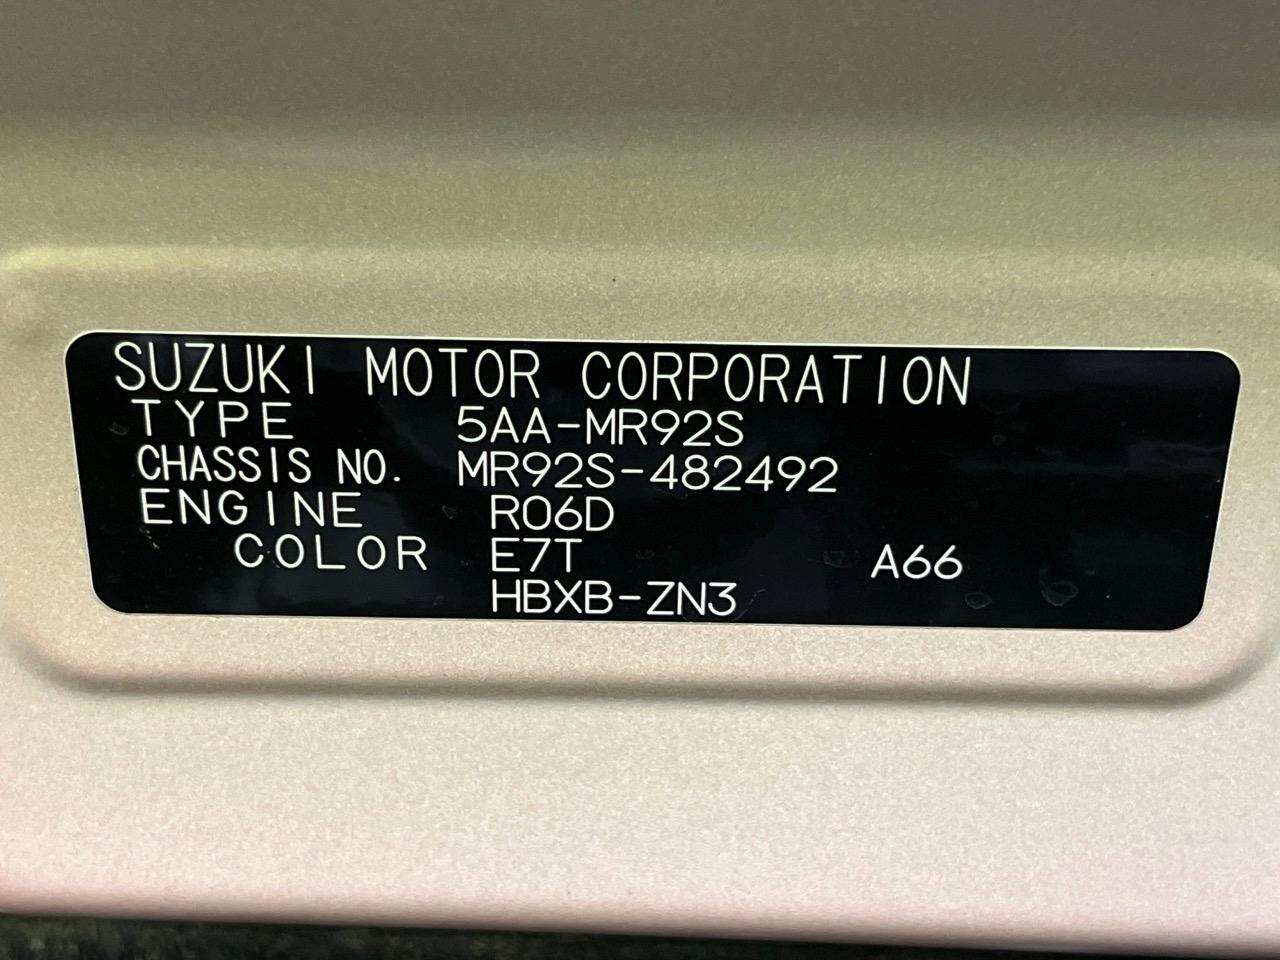 SUZUKI MOTOR CORPORATION
TYPE 5AA-MR92S
CHASSIS NO. MR92S-482492
ENGINE R06D
COLOR E7T A66
HBXB-ZN3